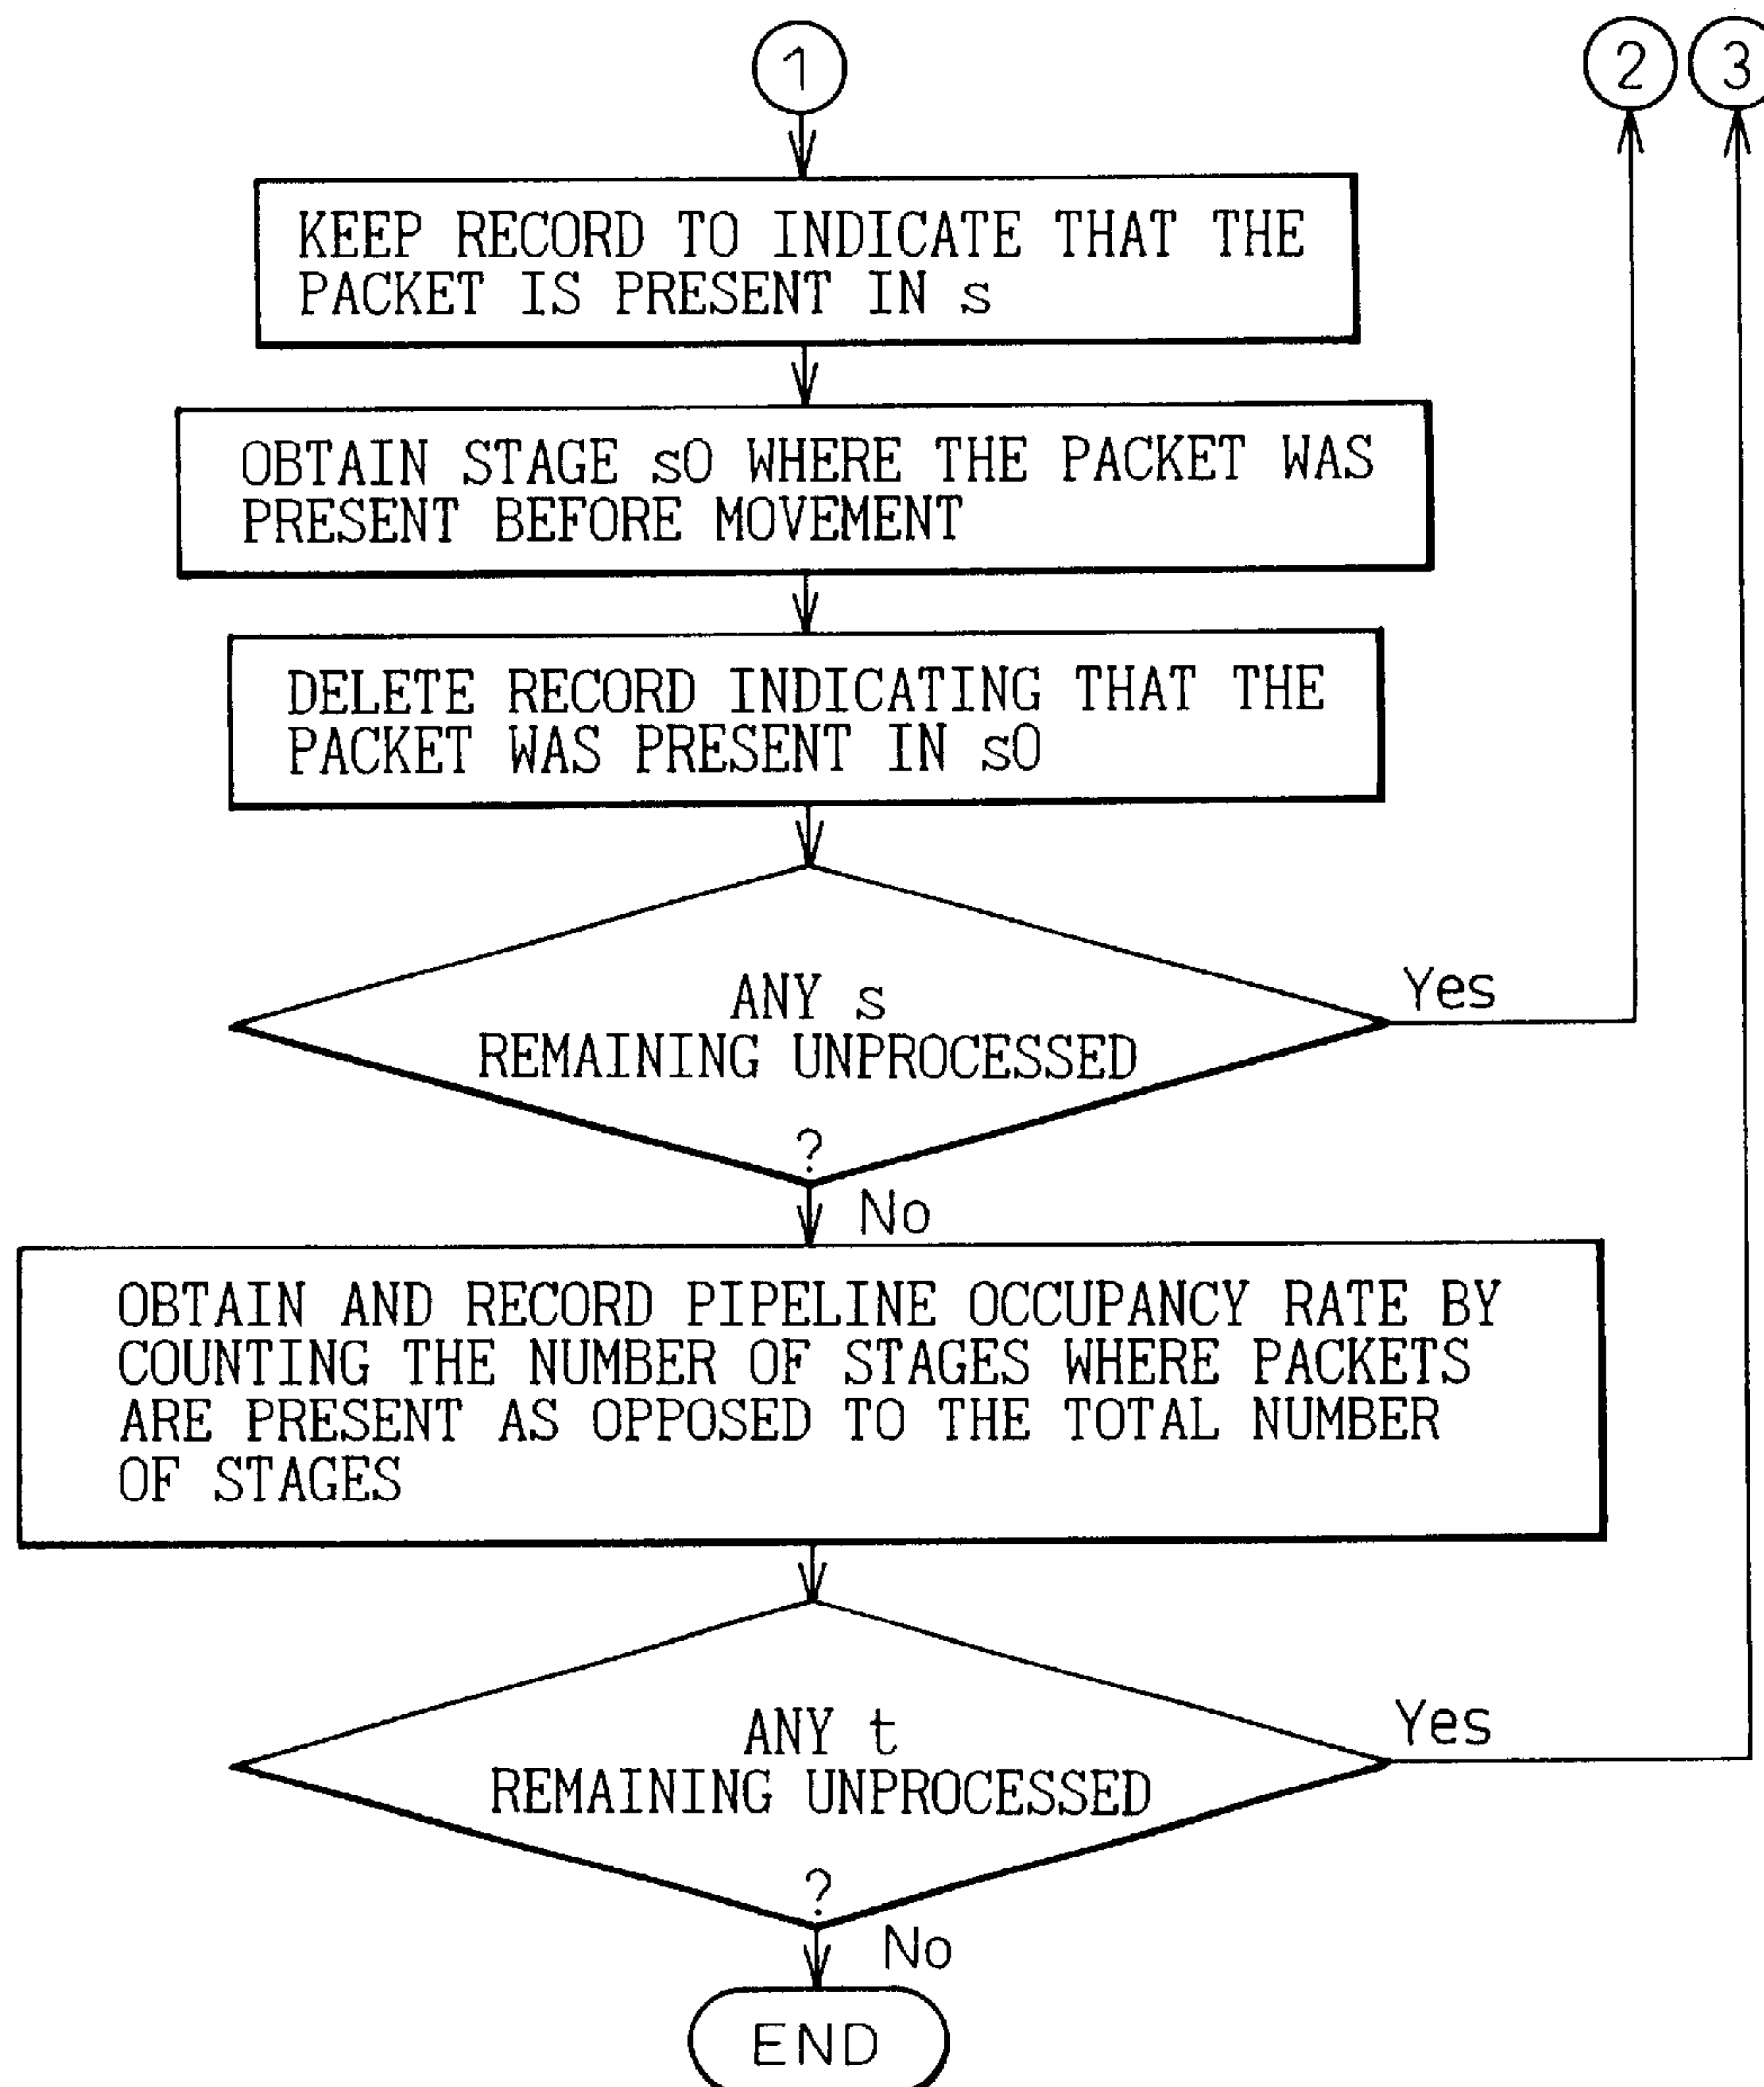 1
2
3
KEEP RECORD TO INDICATE THAT THE
PACKET IS PRESENT IN s
OBTAIN STAGE s0 WHERE THE PACKET WAS
PRESENT BEFORE MOVEMENT
DELETE RECORD INDICATING THAT THE
PACKET WAS PRESENT IN s0
ANY s
REMAINING UNPROCESSED
?
Yes
No
OBTAIN AND RECORD PIPELINE OCCUPANCY RATE BY
COUNTING THE NUMBER OF STAGES WHERE PACKETS
ARE PRESENT AS OPPOSED TO THE TOTAL NUMBER
OF STAGES
ANY t
REMAINING UNPROCESSED
?
Yes
No
END